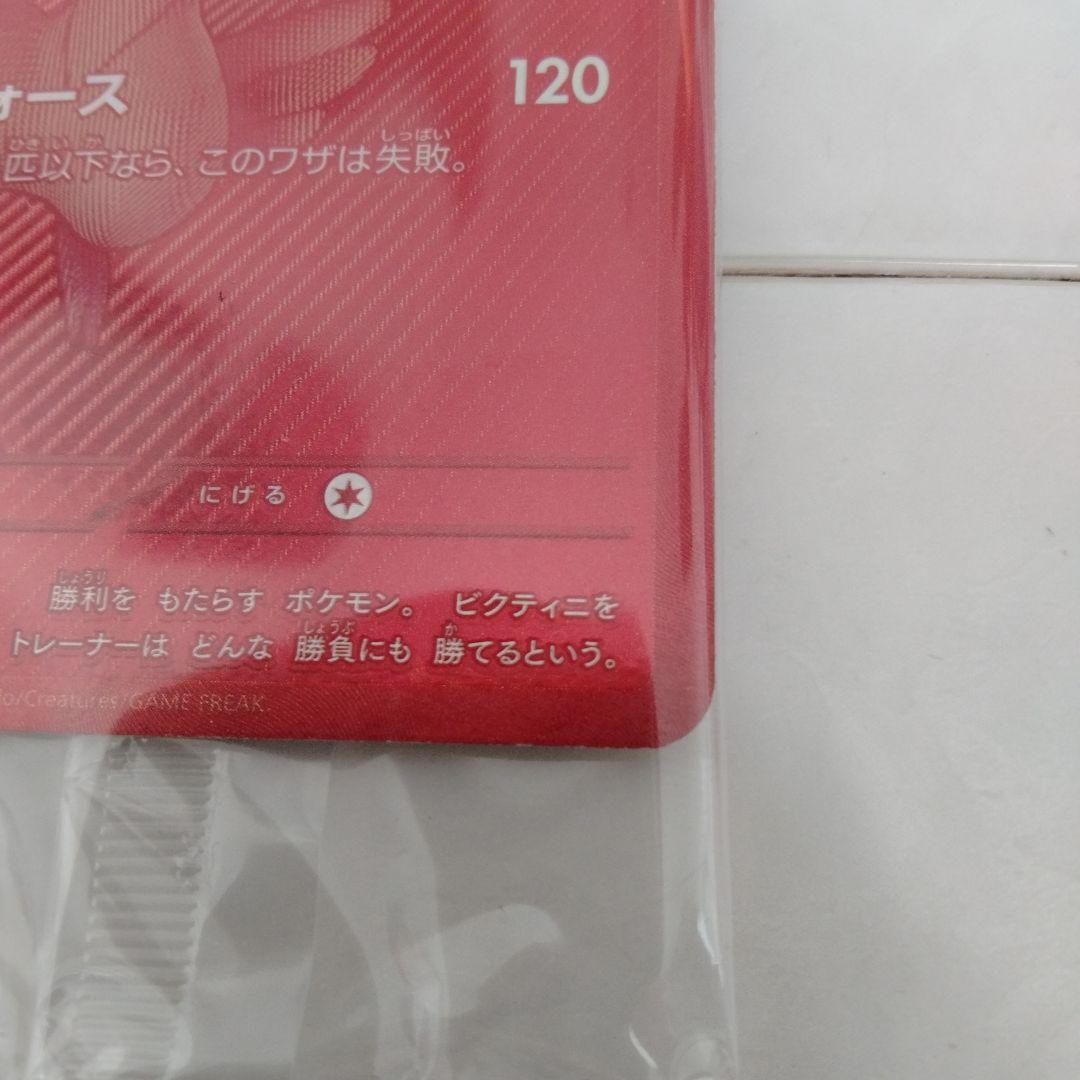 ォース 120
匹以下なら、このワザは失敗。
にげる
勝利を もたらす ポケモン。 ビクティニを
トレーナーは どんな 勝負にも 勝てるという。
o/Creatures/GAME FREAK.